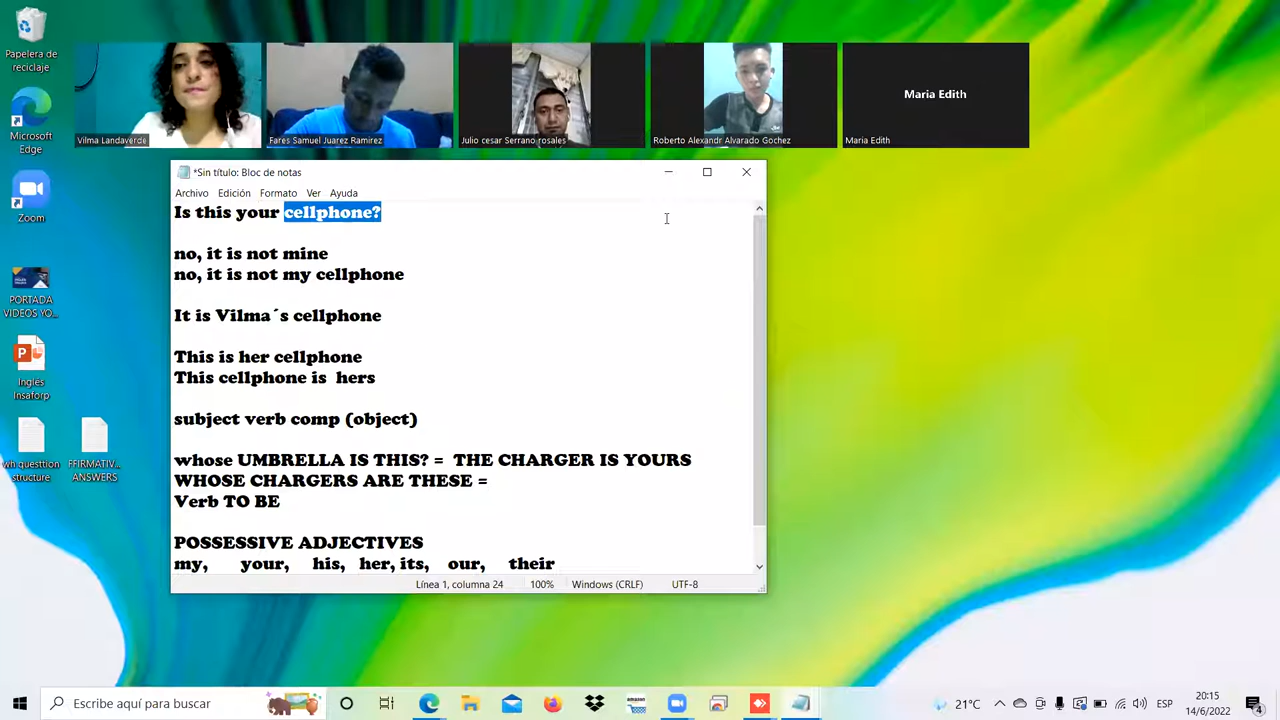 Papelera de
reciclaje
Microsoft
Edge
Zoom
PORTADA
VIDEOS YO...
Ingles
Insaforp
wh questtion
structure
FFIRMATIV...
ANSWERS
Vilma Landaverde
Fares Samuel Juarez Ramirez
Julio cesar Serrano rosales
Roberto Alexandr Alvarado Gochez
Maria Edith
Maria Edith
*Sin título: Bloc de notas
Archivo Edición Formato Ver Ayuda
Is this your cellphone?
no, it is not mine
no, it is not my cellphone
It is Vilma´s cellphone
This is her cellphone
This cellphone is hers
subject verb comp (object)
whose UMBRELLA IS THIS? = THE CHARGER IS YOURS
WHOSE CHARGERS ARE THESE =
Verb TO BE
POSSESSIVE ADJECTIVES
my, your, his, her, its, our, their
Línea 1, columna 24 100% Windows (CRLF) UTF-8
Escribe aquí para buscar
amazon
21°C
ESP
20:15
14/6/2022
4